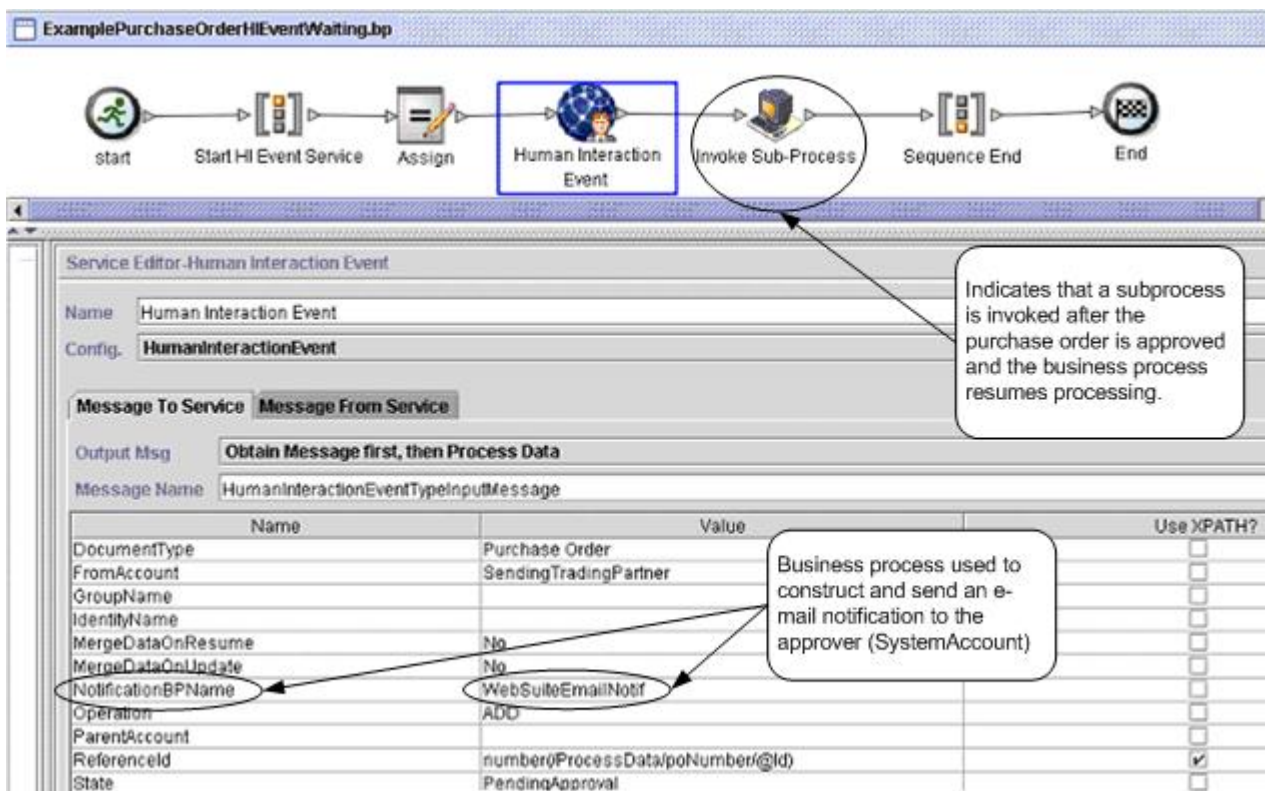 ExamplePurchaseOrderHIEventWaiting.bp
start
Start HI Event Service
Assign
Human Interaction
Event
Invoke Sub-Process
Sequence End
End
Service Editor-Human Interaction Event
Name Human Interaction Event
Config. HumanInteractionEvent
Indicates that a subprocess
is invoked after the
purchase order is approved
and the business process
resumes processing.
Message To Service Message From Service
Output Msg Obtain Message first, then Process Data
Message Name HumanInteractionEventTypeInputMessage
Name Value Use XPATH?
DocumentType Purchase Order
FromAccount SendingTradingPartner
GroupName
IdentityName
MergeDataOnResume No
MergeDataOnUpdate No
NotificationBPName WebSuiteEmailNotif
Operation ADD
ParentAccount
ReferenceId number(/ProcessData/poNumber/@Id)
State PendingApproval
Business process used to
construct and send an e-
mail notification to the
approver (SystemAccount)